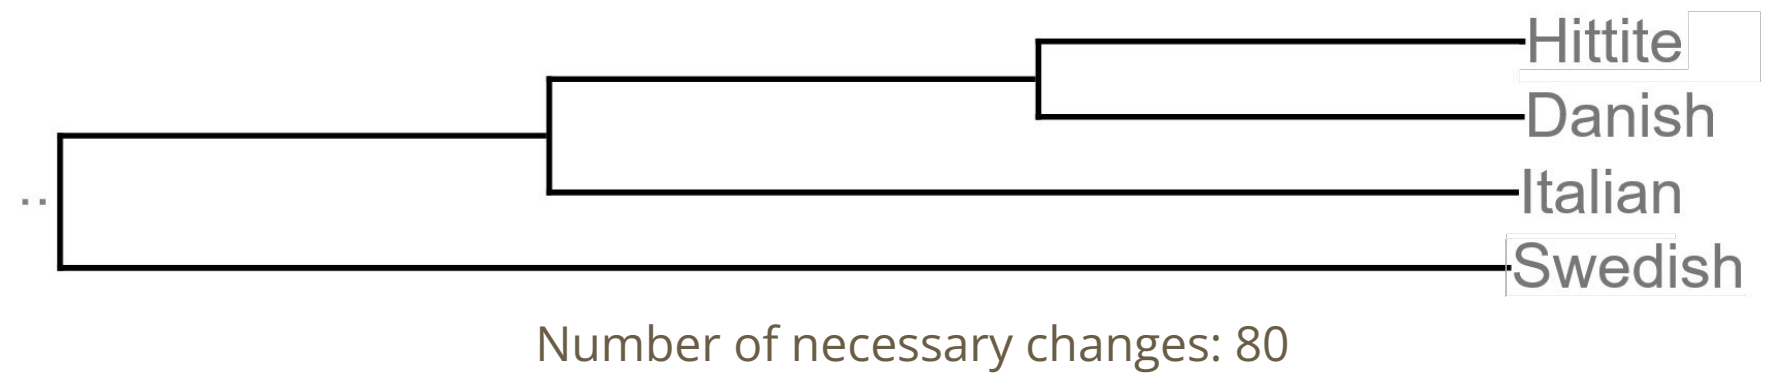 Hittite
Danish
Italian
..
Swedish
Number of necessary changes: 80